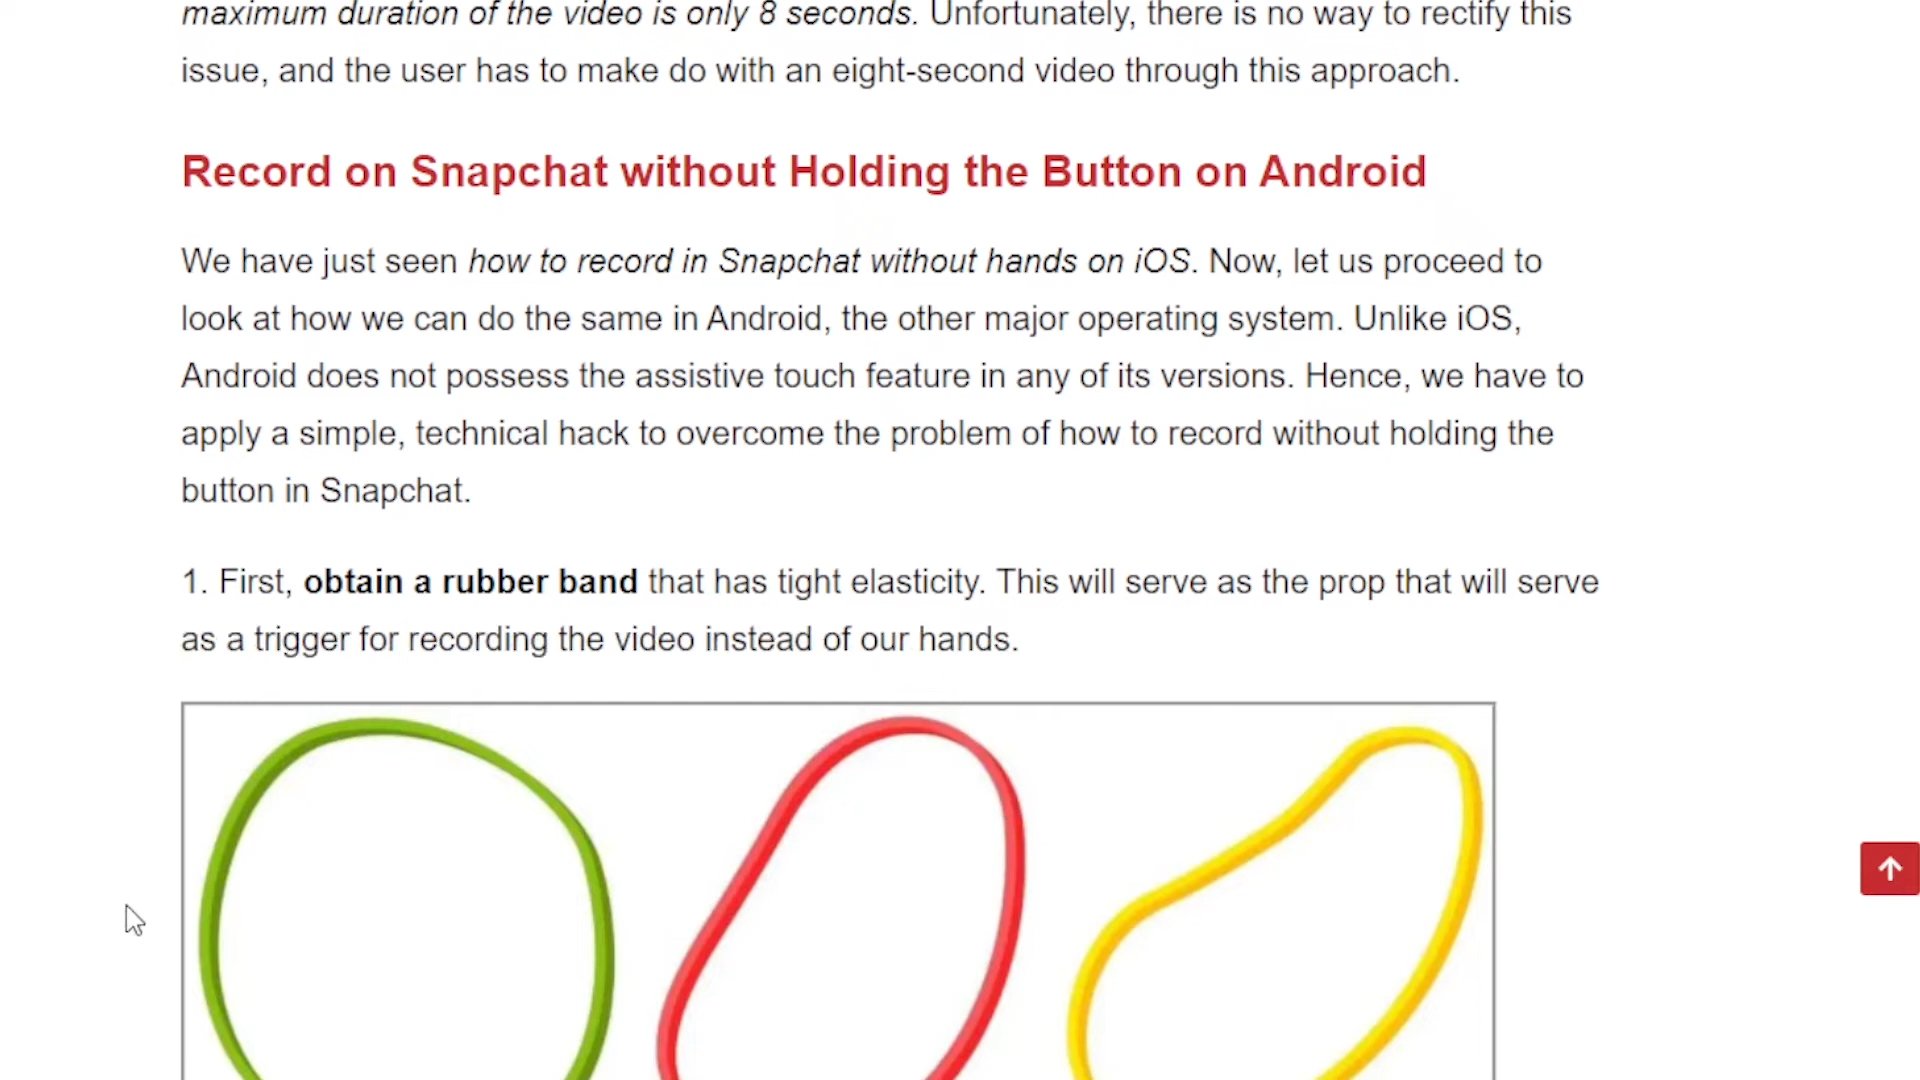 maximum duration of the video is only 8 seconds. Unfortunately, there is no way to rectify this
issue, and the user has to make do with an eight-second video through this approach.
Record on Snapchat without Holding the Button on Android
We have just seen how to record in Snapchat without hands on iOS. Now, let us proceed to
look at how we can do the same in Android, the other major operating system. Unlike iOS,
Android does not possess the assistive touch feature in any of its versions. Hence, we have to
apply a simple, technical hack to overcome the problem of how to record without holding the
button in Snapchat.
1. First, obtain a rubber band that has tight elasticity. This will serve as the prop that will serve
as a trigger for recording the video instead of our hands.